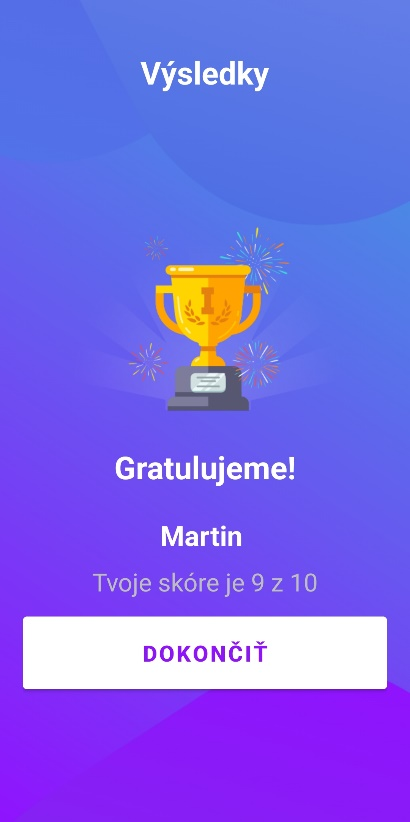 Výsledky
I
Gratulujeme!
Martin
Tvoje skóre je 9 z 10
DOKONČIŤ